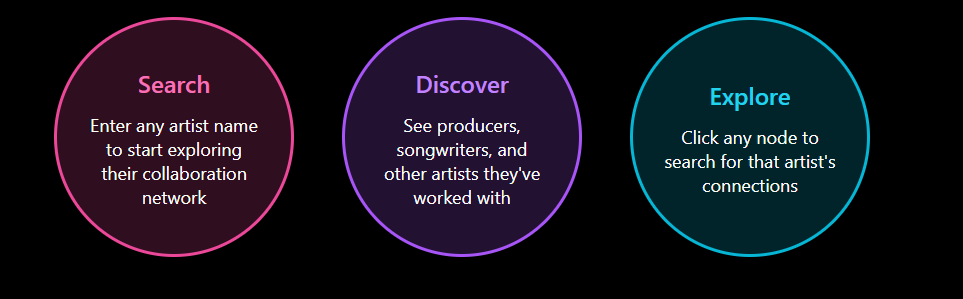 Search
Enter any artist name
to start exploring
their collaboration
network
Discover
See producers,
songwriters, and
other artists they've
worked with
Explore
Click any node to
search for that artist's
connections